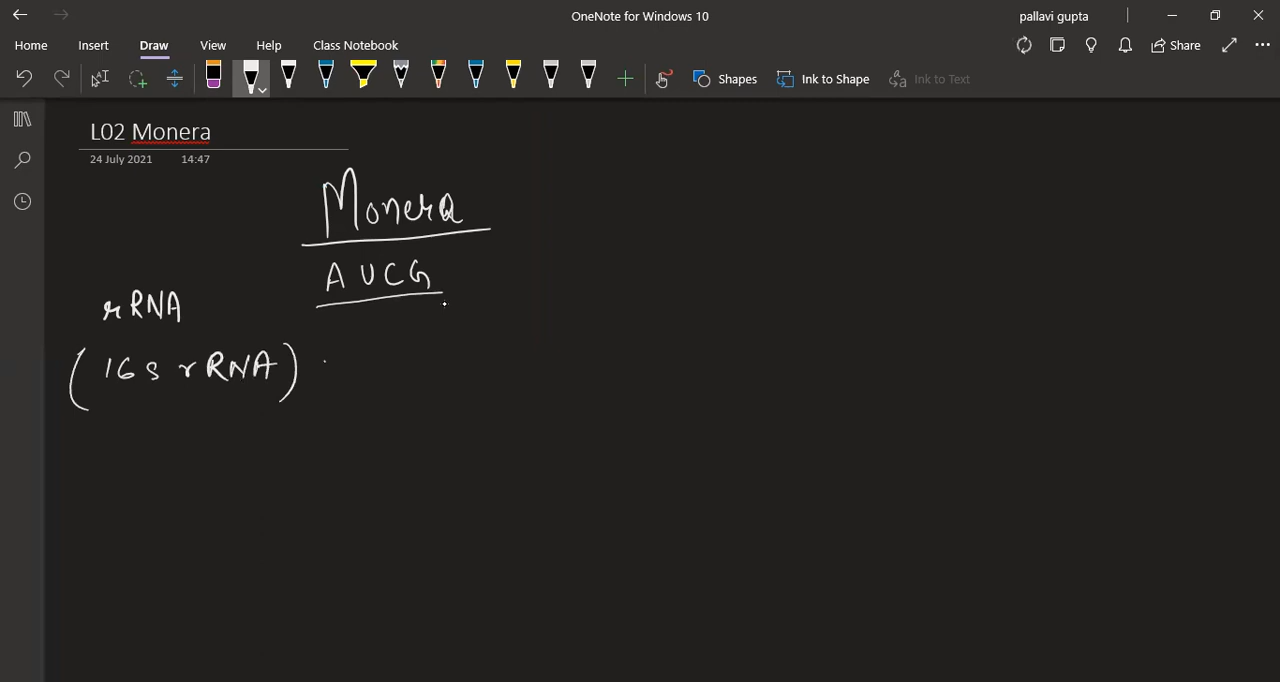 OneNote for Windows 10
pallavi gupta
Home Insert Draw View Help Class Notebook
Share
Shapes Ink to Shape Ink to Text
L02 Monera
24 July 2021 14:47
Monera
AUCG
rRNA
(16s rRNA)